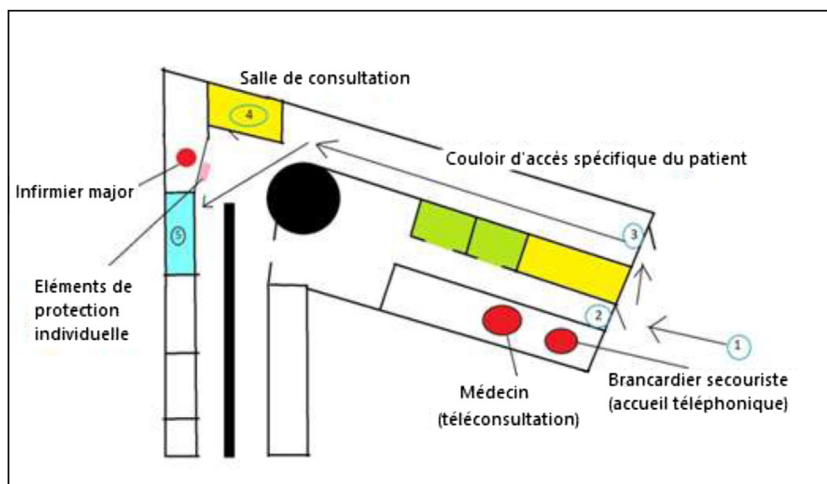 Salle de consultation
4
Couloir d'accès spécifique du patient
Infirmier major
5
3
Eléments de
protection
individuelle
2
1
Médecin
(téléconsultation)
Brancardier secouriste
(accueil téléphonique)